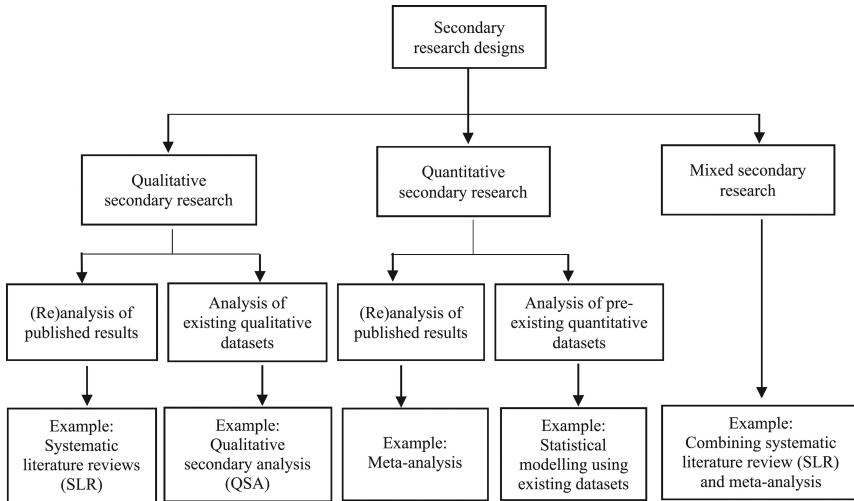 Secondary
research designs
Qualitative
secondary research
Quantitative
secondary research
Mixed secondary
research
(Re)analysis of
published results
Analysis of
existing qualitative
datasets
(Re)analysis of
published results
Analysis of pre-
existing quantitative
datasets
Example:
Systematic
literature reviews
(SLR)
Example:
Qualitative
secondary analysis
(QSA)
Example:
Meta-analysis
Example:
Statistical
modelling using
existing datasets
Example:
Combining systematic
literature review (SLR)
and meta-analysis